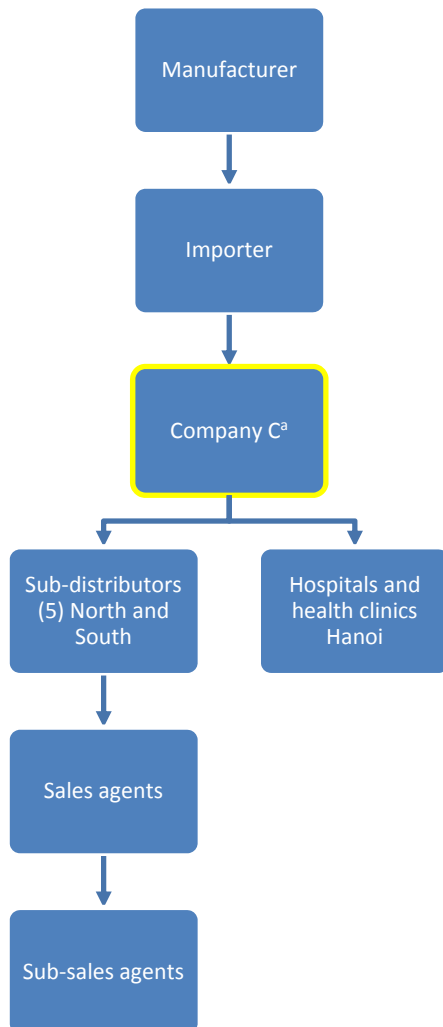 Manufacturer
Importer
Company Cᵃ
Sub-distributors
(5) North and
South
Hospitals and
health clinics
Hanoi
Sales agents
Sub-sales agents